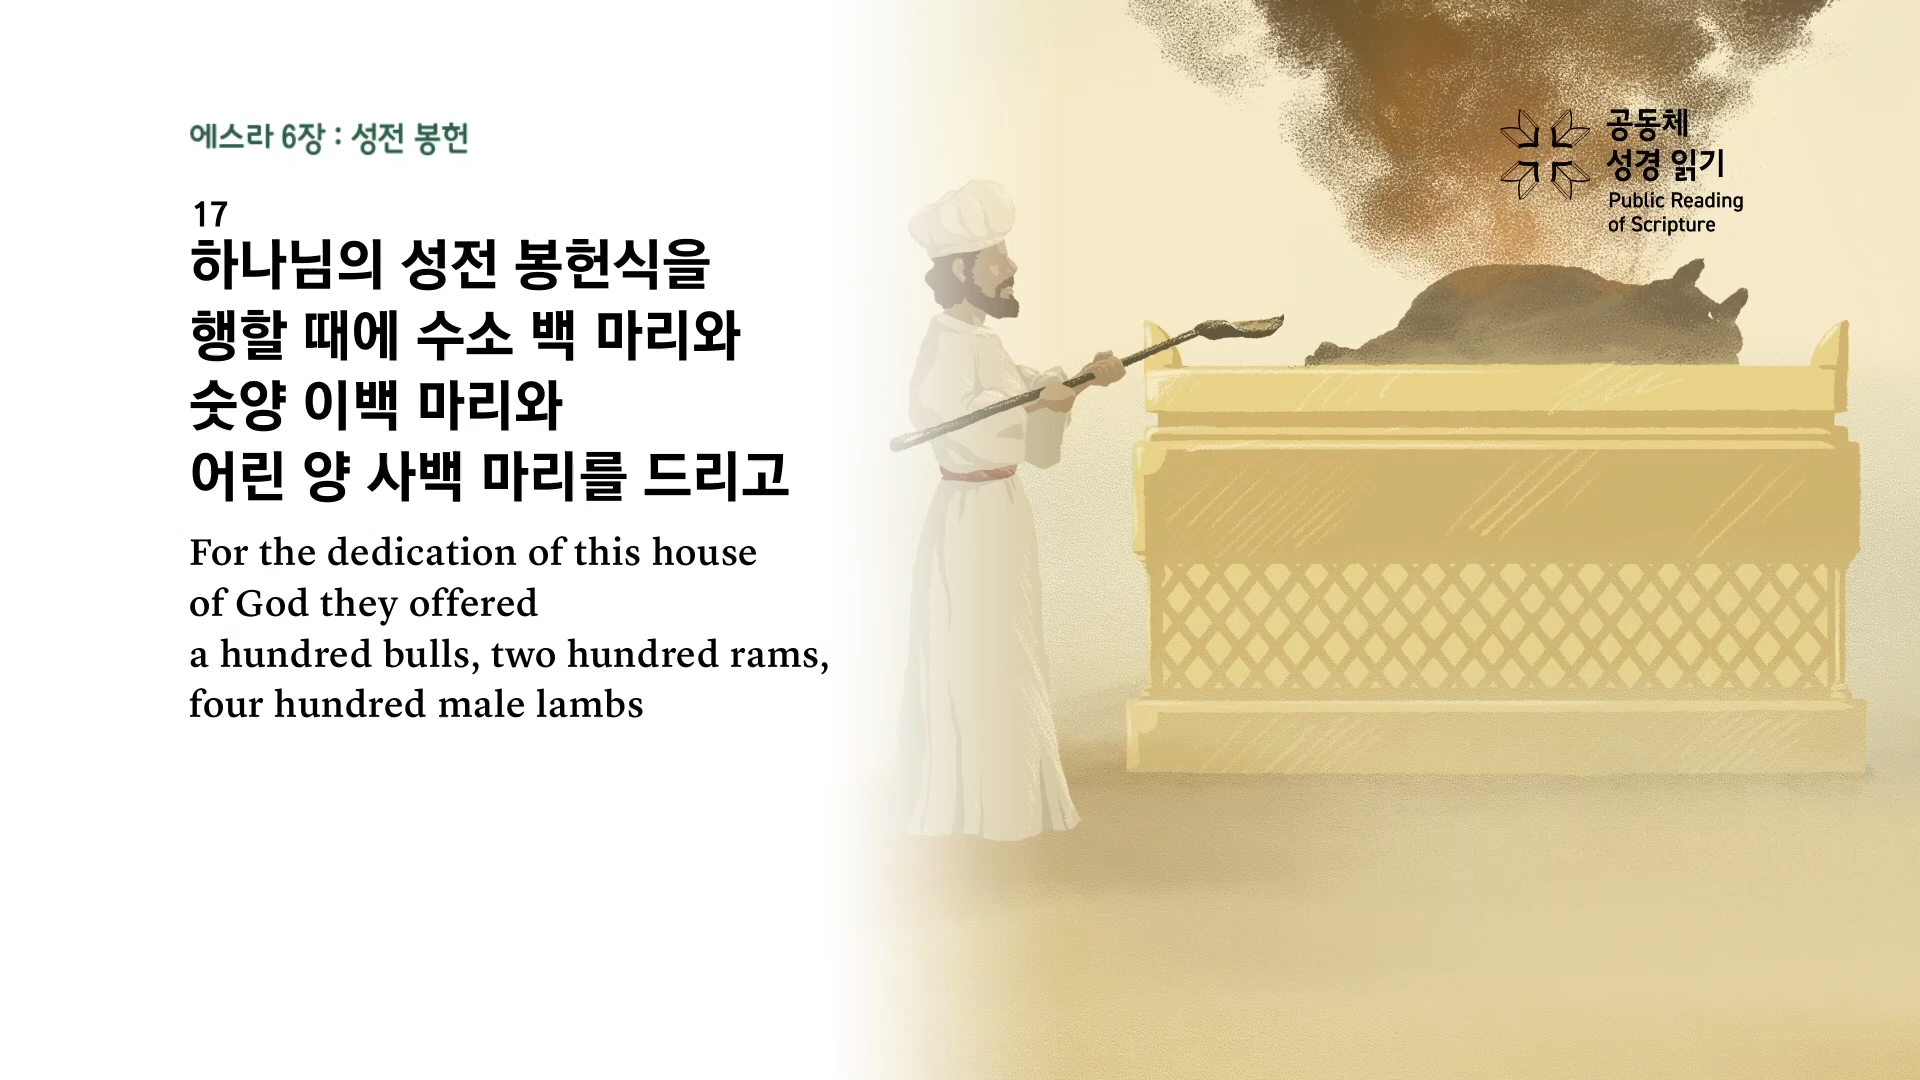 에스라 6장 : 성전 봉헌
17
하나님의 성전 봉헌식을
행할 때에 수소 백 마리와
숫양 이백 마리와
어린 양 사백 마리를 드리고
For the dedication of this house
of God they offered
a hundred bulls, two hundred rams,
four hundred male lambs
공동체
성경 읽기
Public Reading
of Scripture